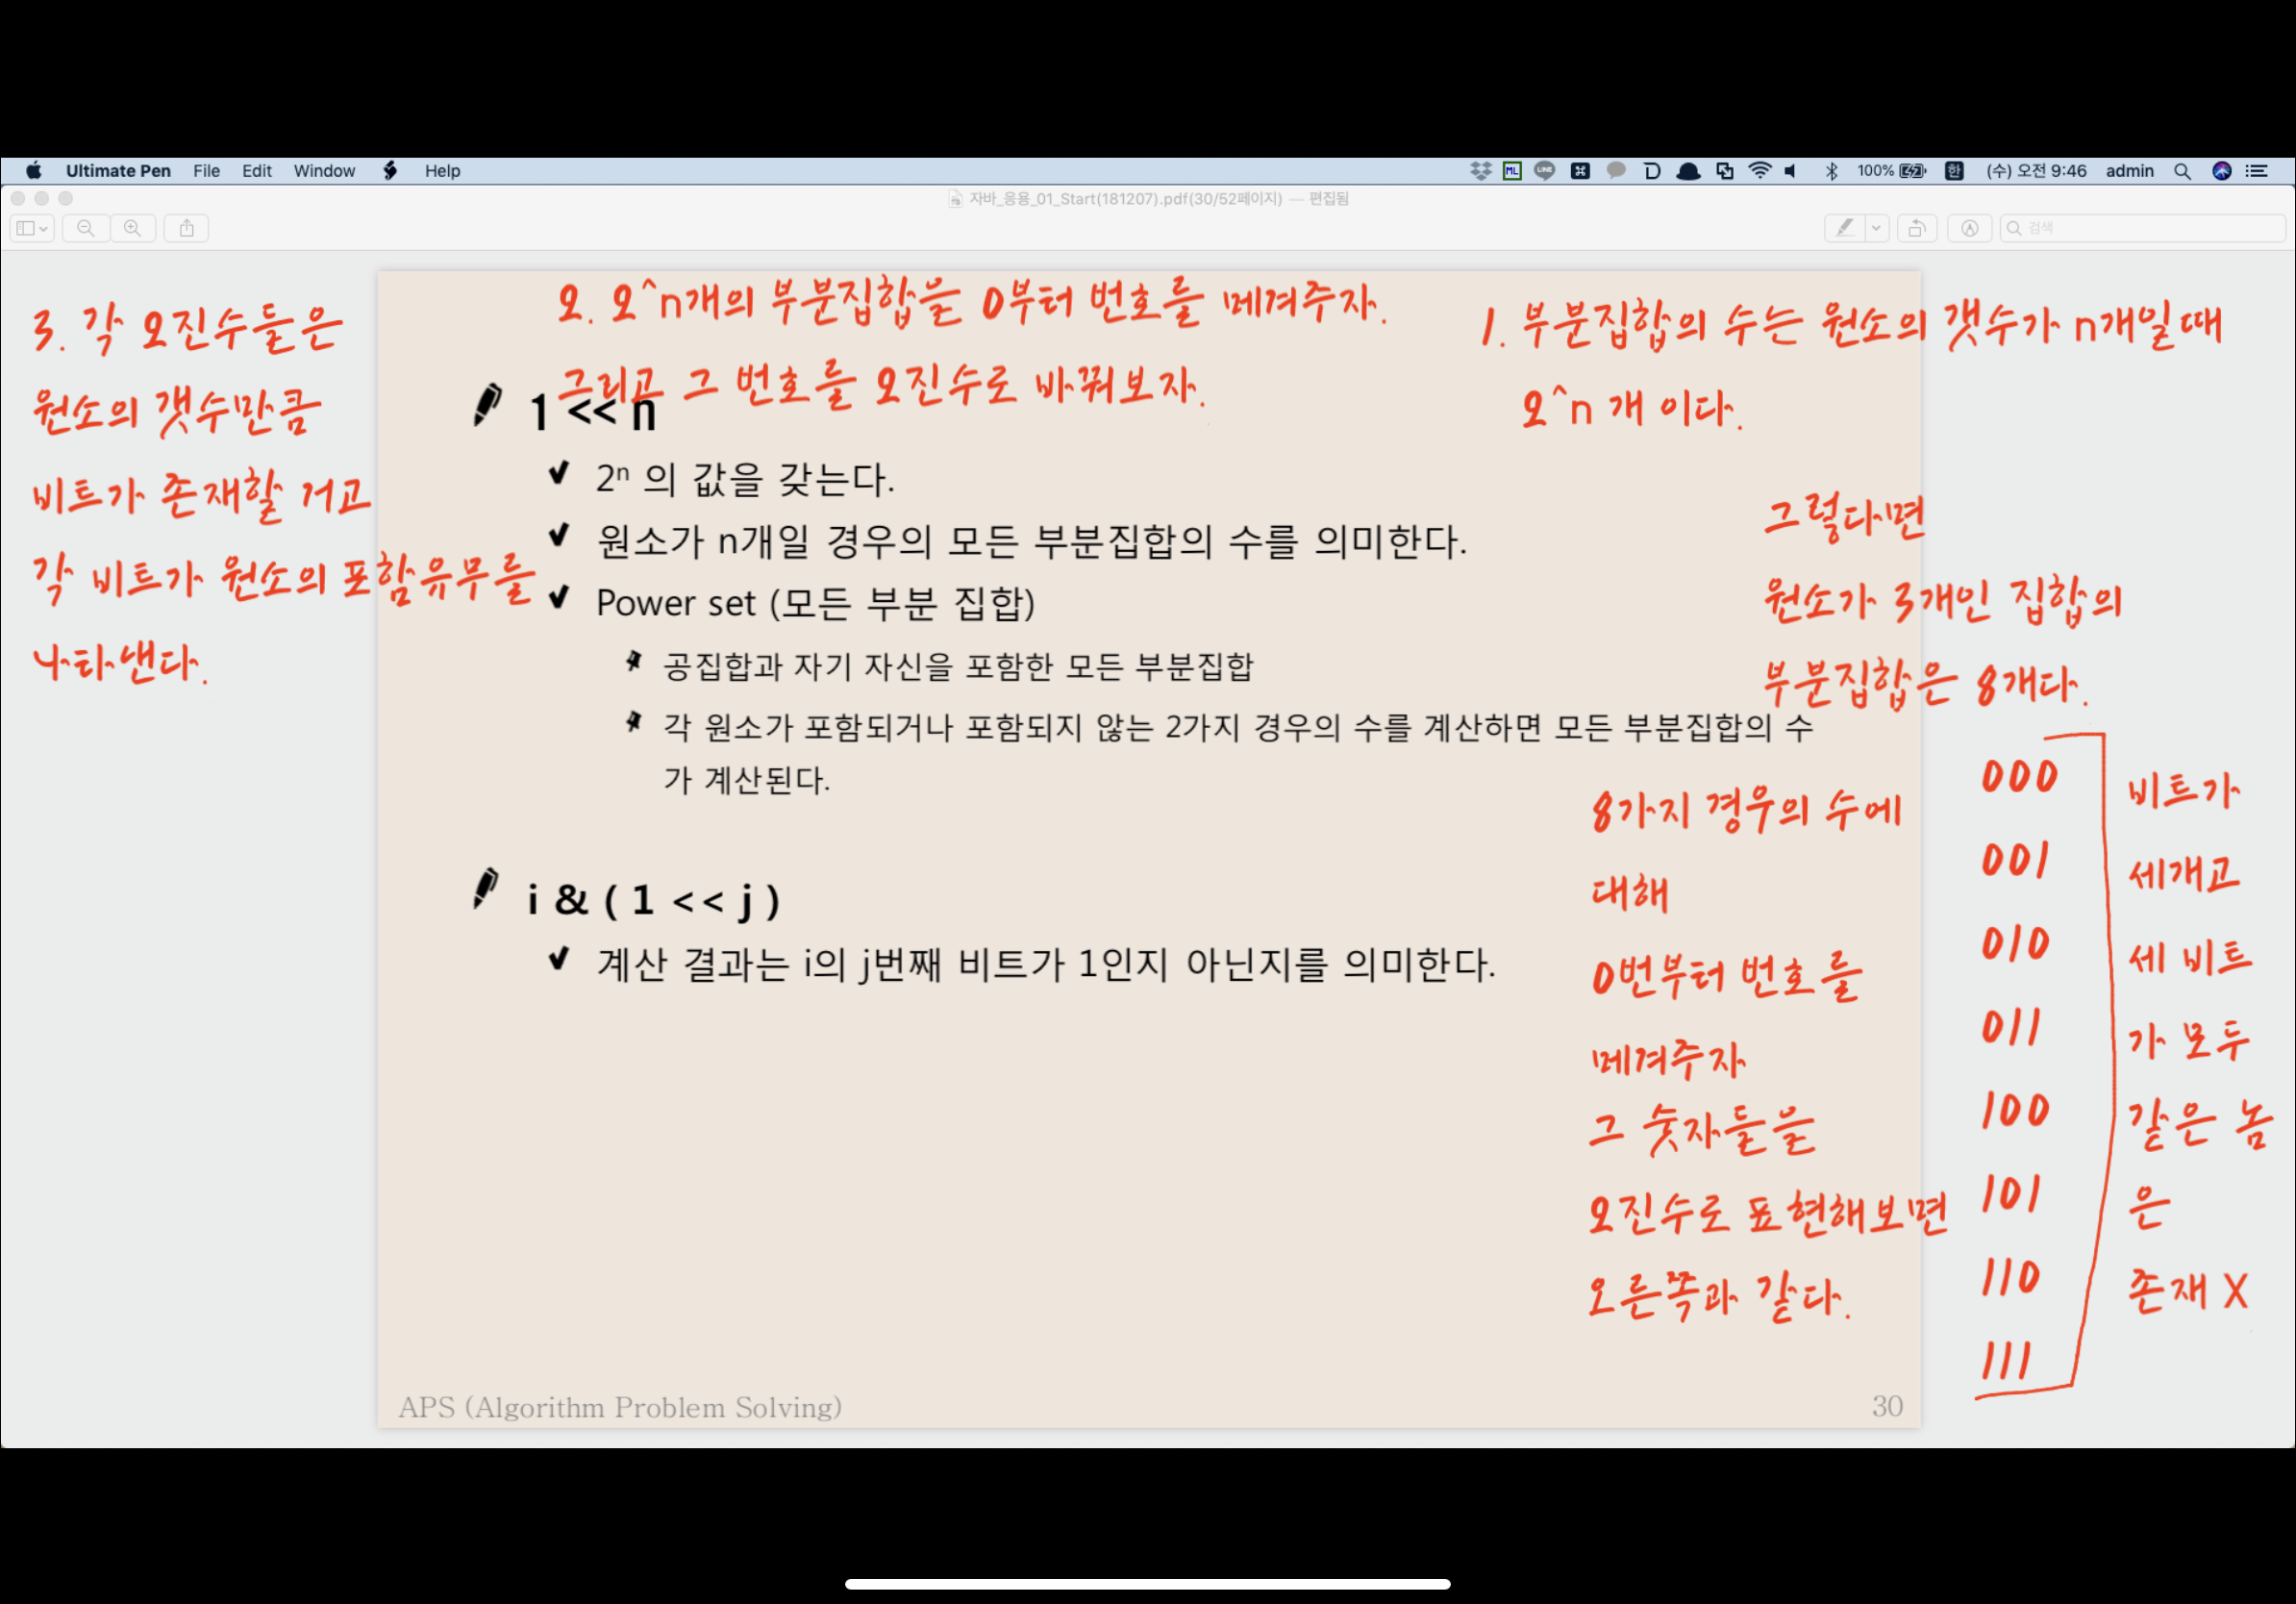 Ultimate Pen File Edit Window Help
ML LINE 100% 한 (수) 오전 9:46 admin
자바_응용_01_Start(181207).pdf(30/52페이지) — 편집됨
검색
1. 부분집합의 수는 원소의 갯수가 n개일때
2^n 개 이다.
2. 2^n개의 부분집합을 0부터 번호를 메겨주자.
그리고 그 번호를 2진수로 바꿔보자.
3. 각 2진수들은
원소의 갯수만큼
비트가 존재할 거고
각 비트가 원소의 포함유무를
나타낸다.
1 << n
2ⁿ 의 값을 갖는다.
원소가 n개일 경우의 모든 부분집합의 수를 의미한다.
Power set (모든 부분 집합)
공집합과 자기 자신을 포함한 모든 부분집합
각 원소가 포함되거나 포함되지 않는 2가지 경우의 수를 계산하면 모든 부분집합의 수
가 계산된다.
i & ( 1 << j )
계산 결과는 i의 j번째 비트가 1인지 아닌지를 의미한다.
그렇다면
원소가 3개인 집합의
부분집합은 8개다.
8가지 경우의 수에
대해
0번부터 번호를
메겨주자
그 숫자들을
2진수로 표현해보면
오른쪽과 같다.
000
001
010
011
100
101
110
111
비트가
세개고
세 비트
가 모두
같은 놈
은
존재 X
APS (Algorithm Problem Solving)
30